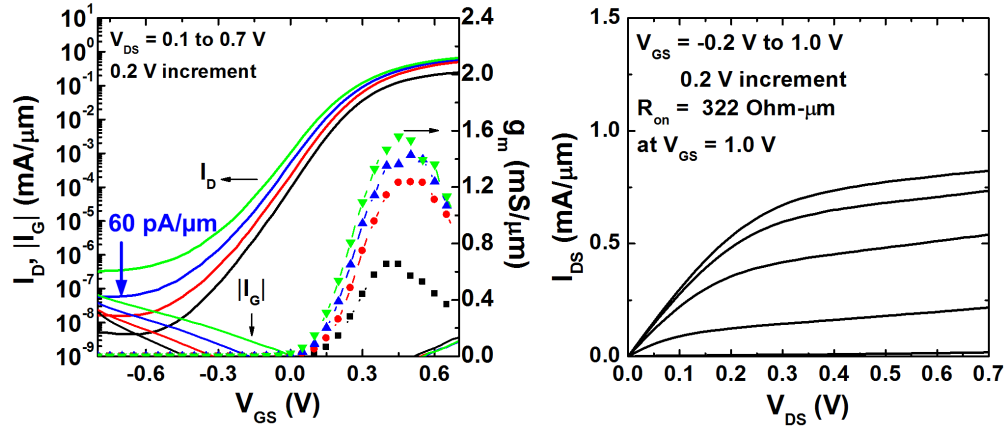 10¹
10⁰
10⁻¹
10⁻²
10⁻³
10⁻⁴
10⁻⁵
10⁻⁶
10⁻⁷
10⁻⁸
10⁻⁹
I_D, |I_G| (mA/μm)
V_DS = 0.1 to 0.7 V
0.2 V increment
I_D
60 pA/μm
|I_G|
-0.6
-0.3
0.0
0.3
0.6
V_GS (V)
2.4
2.0
1.6
1.2
0.8
0.4
0.0
g_m (mS/μm)
1.5
1.0
0.5
0.0
I_DS (mA/μm)
V_GS = -0.2 V to 1.0 V
0.2 V increment
R_on = 322 Ohm-μm
at V_GS = 1.0 V
0.0
0.1
0.2
0.3
0.4
0.5
0.6
0.7
V_DS (V)